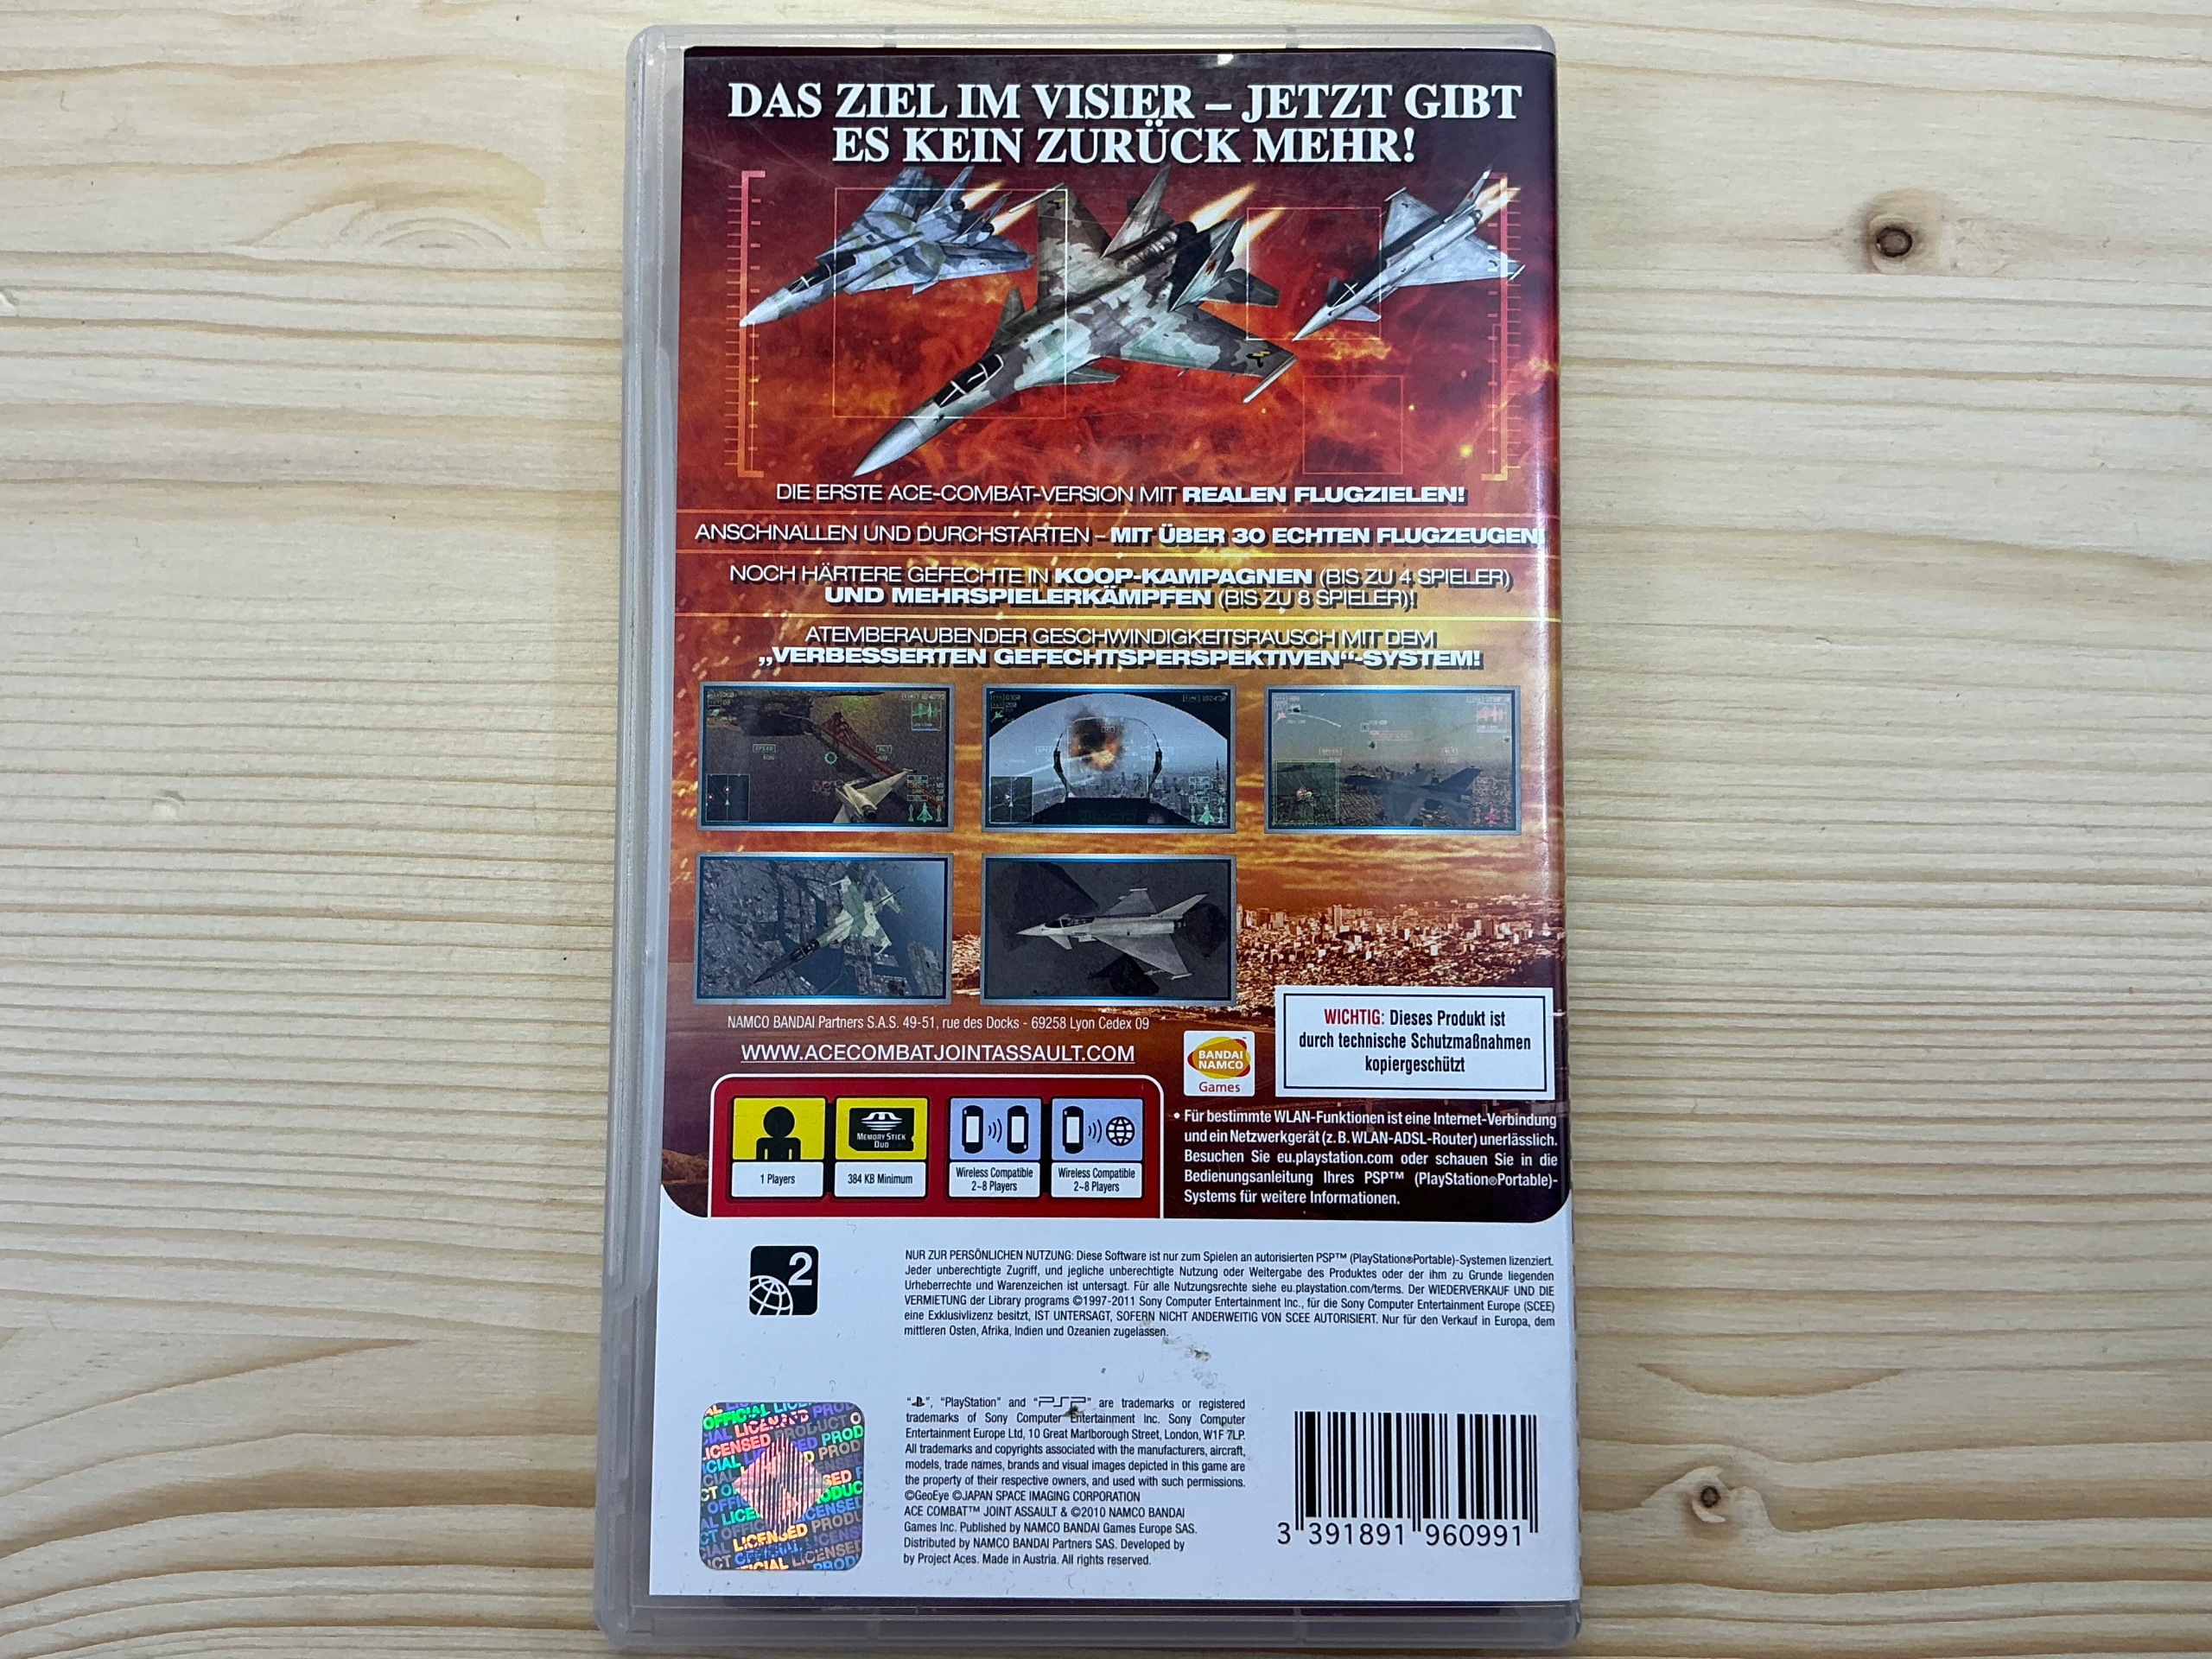 DAS ZIEL IM VISIER – JETZT GIBT
ES KEIN ZURÜCK MEHR!
DIE ERSTE ACE-COMBAT-VERSION MIT REALEN FLUGZIELEN!
ANSCHNALLEN UND DURCHSTARTEN – MIT ÜBER 30 ECHTEN FLUGZEUGEN!
NOCH HÄRTERE GEFECHTE IN KOOP-KAMPAGNEN (BIS ZU 4 SPIELER)
UND MEHRSPIELERKÄMPFEN (BIS ZU 8 SPIELER)!
ATEMBERAUBENDER GESCHWINDIGKEITSRAUSCH MIT DEM
„VERBESSERTEN GEFECHTSPERSPEKTIVEN“-SYSTEM!
NAMCO BANDAI Partners S.A.S. 49-51, rue des Docks - 69258 Lyon Cedex 09
WWW.ACECOMBATJOINTASSAULT.COM
BANDAI
NAMCO
Games
WICHTIG: Dieses Produkt ist
durch technische Schutzmaßnahmen
kopiergeschützt
MEMORY STICK
DUO
1 Players
384 KB Minimum
Wireless Compatible
2~8 Players
Wireless Compatible
2~8 Players
• Für bestimmte WLAN-Funktionen ist eine Internet-Verbindung
und ein Netzwerkgerät (z. B. WLAN-ADSL-Router) unerlässlich.
Besuchen Sie eu.playstation.com oder schauen Sie in die
Bedienungsanleitung Ihres PSP™ (PlayStation®Portable)-
Systems für weitere Informationen.
2
NUR ZUR PERSÖNLICHEN NUTZUNG: Diese Software ist nur zum Spielen an autorisierten PSP™ (PlayStation®Portable)-Systemen lizenziert.
Jeder unberechtigte Zugriff, und jegliche unberechtigte Nutzung oder Weitergabe des Produktes oder der ihm zu Grunde liegenden
Urheberrechte und Warenzeichen ist untersagt. Für alle Nutzungsrechte siehe eu.playstation.com/terms. Der WIEDERVERKAUF UND DIE
VERMIETUNG der Library programs ©1997-2011 Sony Computer Entertainment Inc., für die Sony Computer Entertainment Europe (SCEE)
eine Exklusivlizenz besitzt, IST UNTERSAGT, SOFERN NICHT ANDERWEITIG VON SCEE AUTORISIERT. Nur für den Verkauf in Europa, dem
mittleren Osten, Afrika, Indien und Ozeanien zugelassen.
“ ”, “PlayStation” and “PSP” are trademarks or registered
trademarks of Sony Computer Entertainment Inc. Sony Computer
Entertainment Europe Ltd, 10 Great Marlborough Street, London, W1F 7LP.
All trademarks and copyrights associated with the manufacturers, aircraft,
models, trade names, brands and visual images depicted in this game are
the property of their respective owners, and used with such permissions.
©GeoEye ©JAPAN SPACE IMAGING CORPORATION
ACE COMBAT™ JOINT ASSAULT & ©2010 NAMCO BANDAI
Games Inc. Published by NAMCO BANDAI Games Europe SAS.
Distributed by NAMCO BANDAI Partners SAS. Developed by
by Project Aces. Made in Austria. All rights reserved.
OFFICIAL LICENSED PRODUCT
3 391891 960991